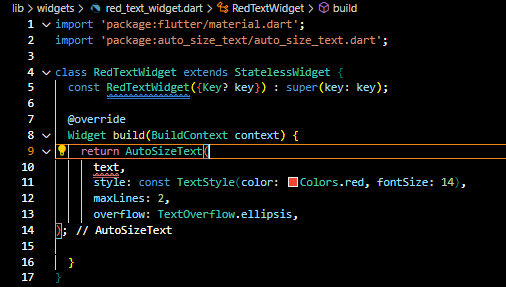 lib > widgets > red_text_widget.dart > RedTextWidget > build
1 import 'package:flutter/material.dart';
2 import 'package:auto_size_text/auto_size_text.dart';
3
4 class RedTextWidget extends StatelessWidget {
5 const RedTextWidget({Key? key}) : super(key: key);
6
7 @override
8 Widget build(BuildContext context) {
9 return AutoSizeText(
10 text,
11 style: const TextStyle(color: Colors.red, fontSize: 14),
12 maxLines: 2,
13 overflow: TextOverflow.ellipsis,
14 ); // AutoSizeText
15
16 }
17 }